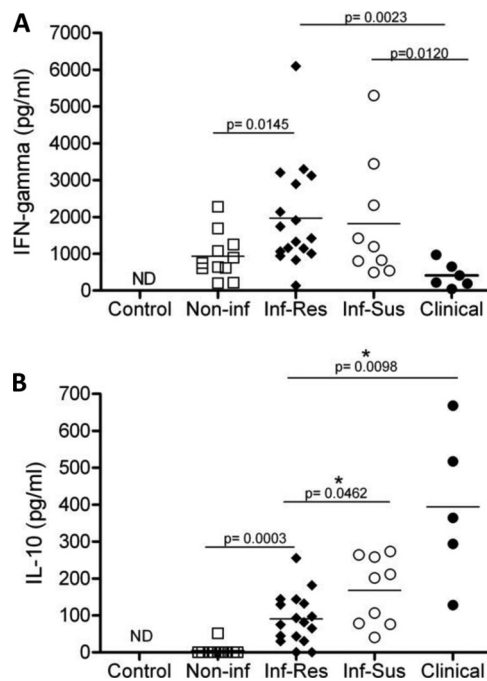 A
p= 0.0023
p=0.0120
p= 0.0145
IFN-gamma (pg/ml)
7000
6000
5000
4000
3000
2000
1000
0
ND
Control Non-inf Inf-Res Inf-Sus Clinical
B
*
p= 0.0098
*
p= 0.0462
p= 0.0003
IL-10 (pg/ml)
700
600
500
400
300
200
100
0
ND
Control Non-inf Inf-Res Inf-Sus Clinical